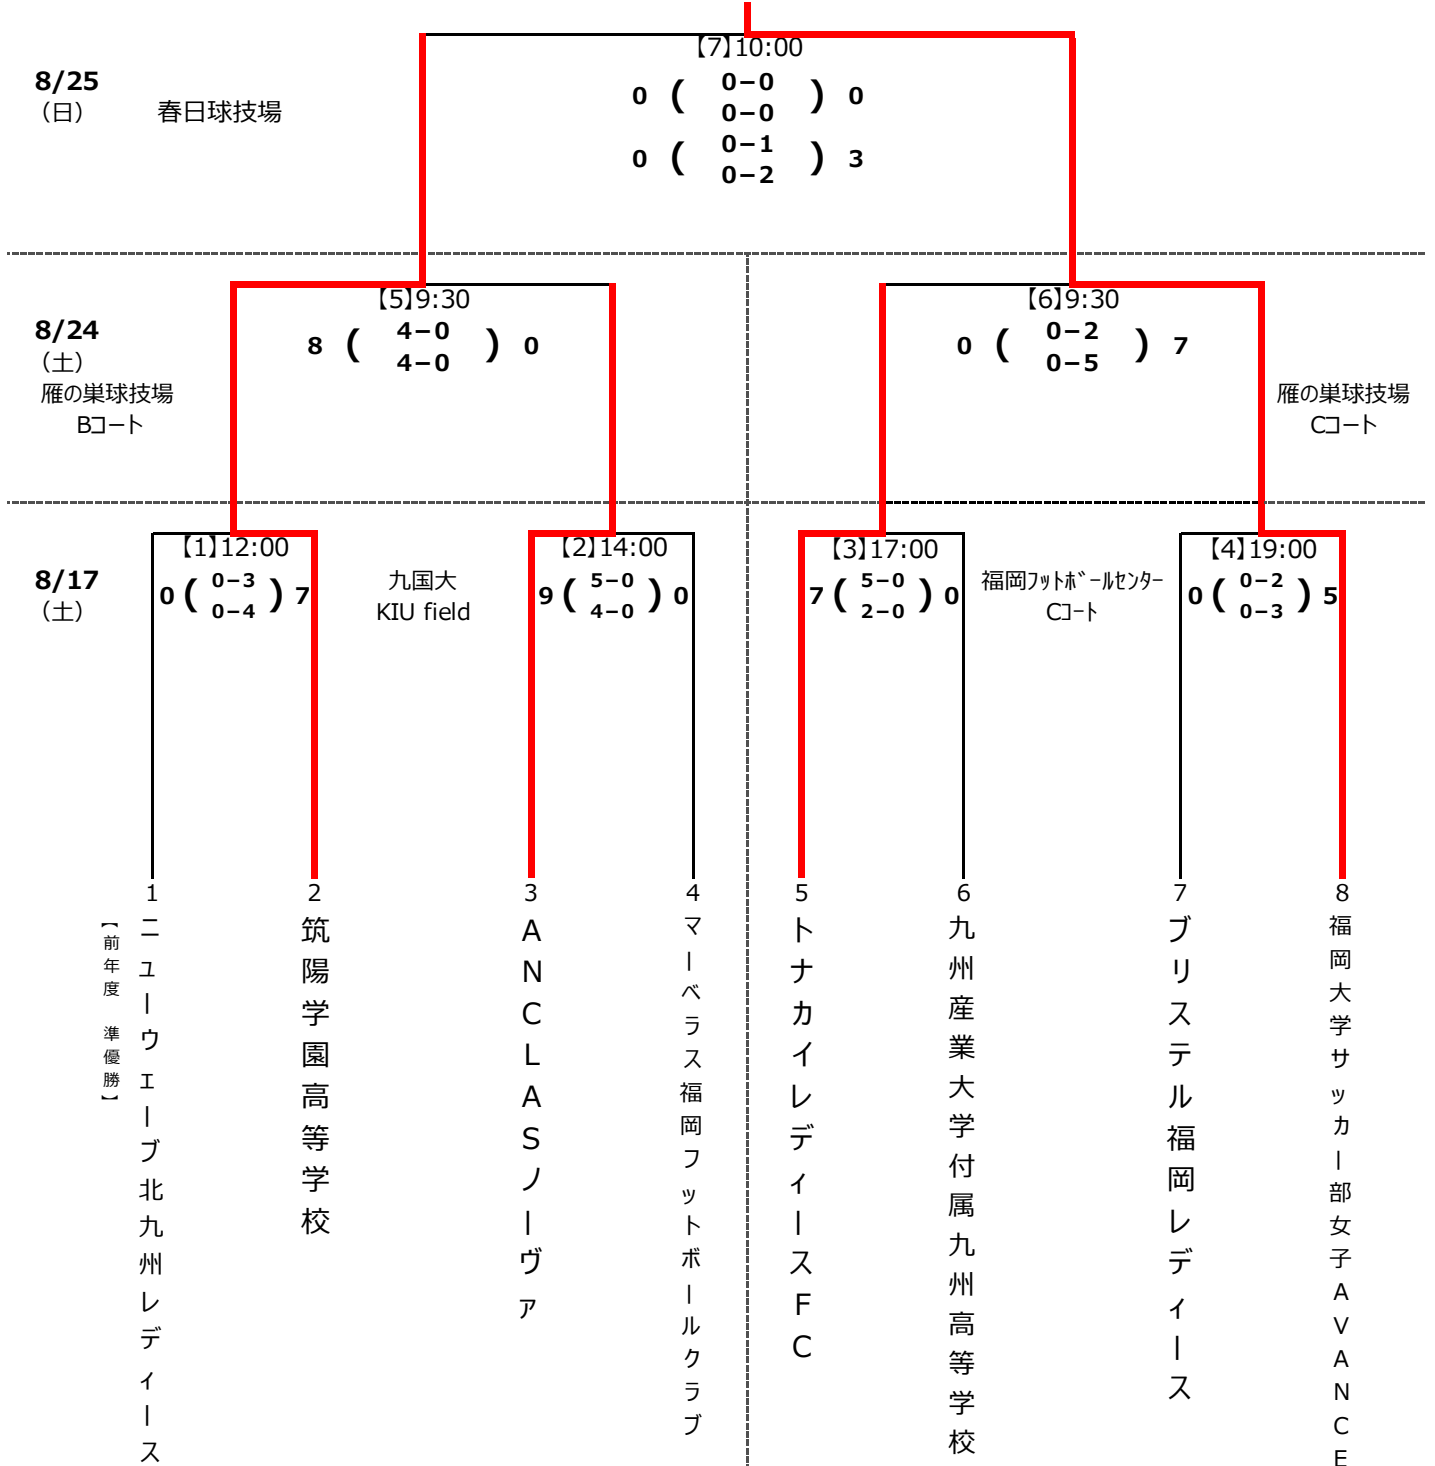 【7】10:00
8/25
（日）
春日球技場
0 ( 0−0 ) 0
0−0
0 ( 0−1 ) 3
0−2
【5】9:30
8 ( 4−0 ) 0
4−0
【6】9:30
0 ( 0−2 ) 7
0−5
8/24
（土）
雁の巣球技場
Bコート
雁の巣球技場
Cコート
8/17
（土）
【1】12:00
0 ( 0−3 ) 7
0−4
九国大
KIU field
【2】14:00
9 ( 5−0 ) 0
4−0
【3】17:00
7 ( 5−0 ) 0
2−0
福岡フットボールセンター
Cコート
【4】19:00
0 ( 0−2 ) 5
0−3
1
ニューウェーブ北九州レディース
【前年度 準優勝】
2
筑陽学園高等学校
3
ANCLASノーヴァ
4
マーベラス福岡フットボールクラブ
5
トナカイレディースFC
6
九州産業大学付属九州高等学校
7
ブリステル福岡レディース
8
福岡大学サッカー部女子AVANCE